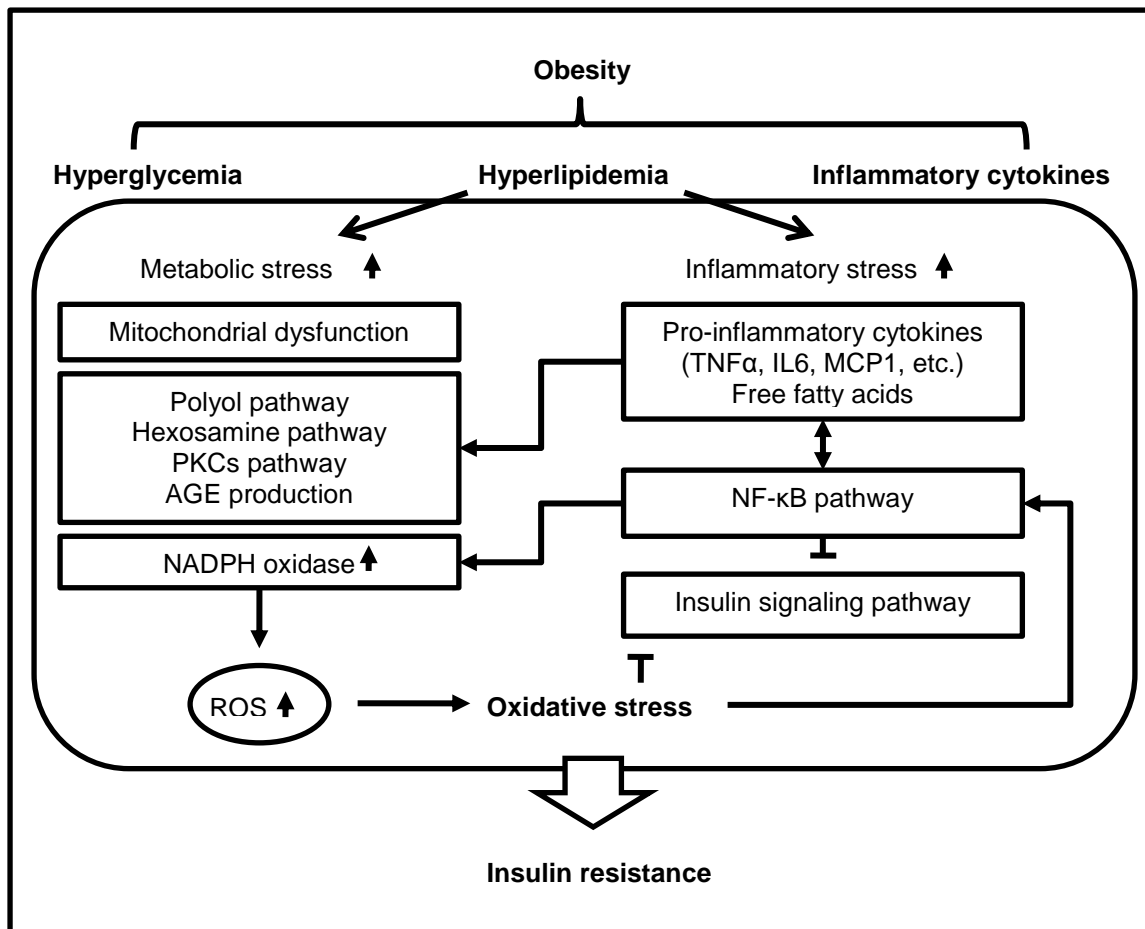 Obesity
Hyperglycemia
Hyperlipidemia
Inflammatory cytokines
Metabolic stress
Inflammatory stress
Mitochondrial dysfunction
Polyol pathway
Hexosamine pathway
PKCs pathway
AGE production
NADPH oxidase
Pro-inflammatory cytokines
(TNFα, IL6, MCP1, etc.)
Free fatty acids
NF-κB pathway
Insulin signaling pathway
ROS
Oxidative stress
Insulin resistance